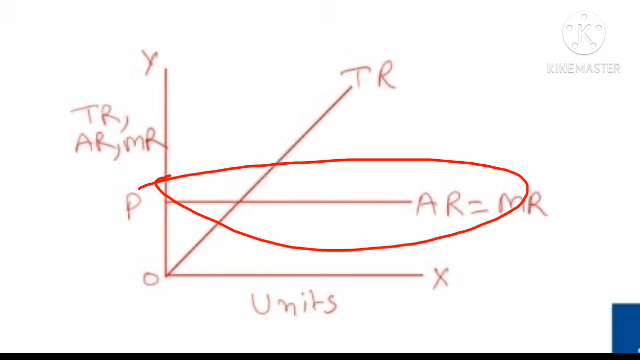 Y
TR
KINEMASTER
TR,
AR,MR
P
AR=MR
O
X
Units